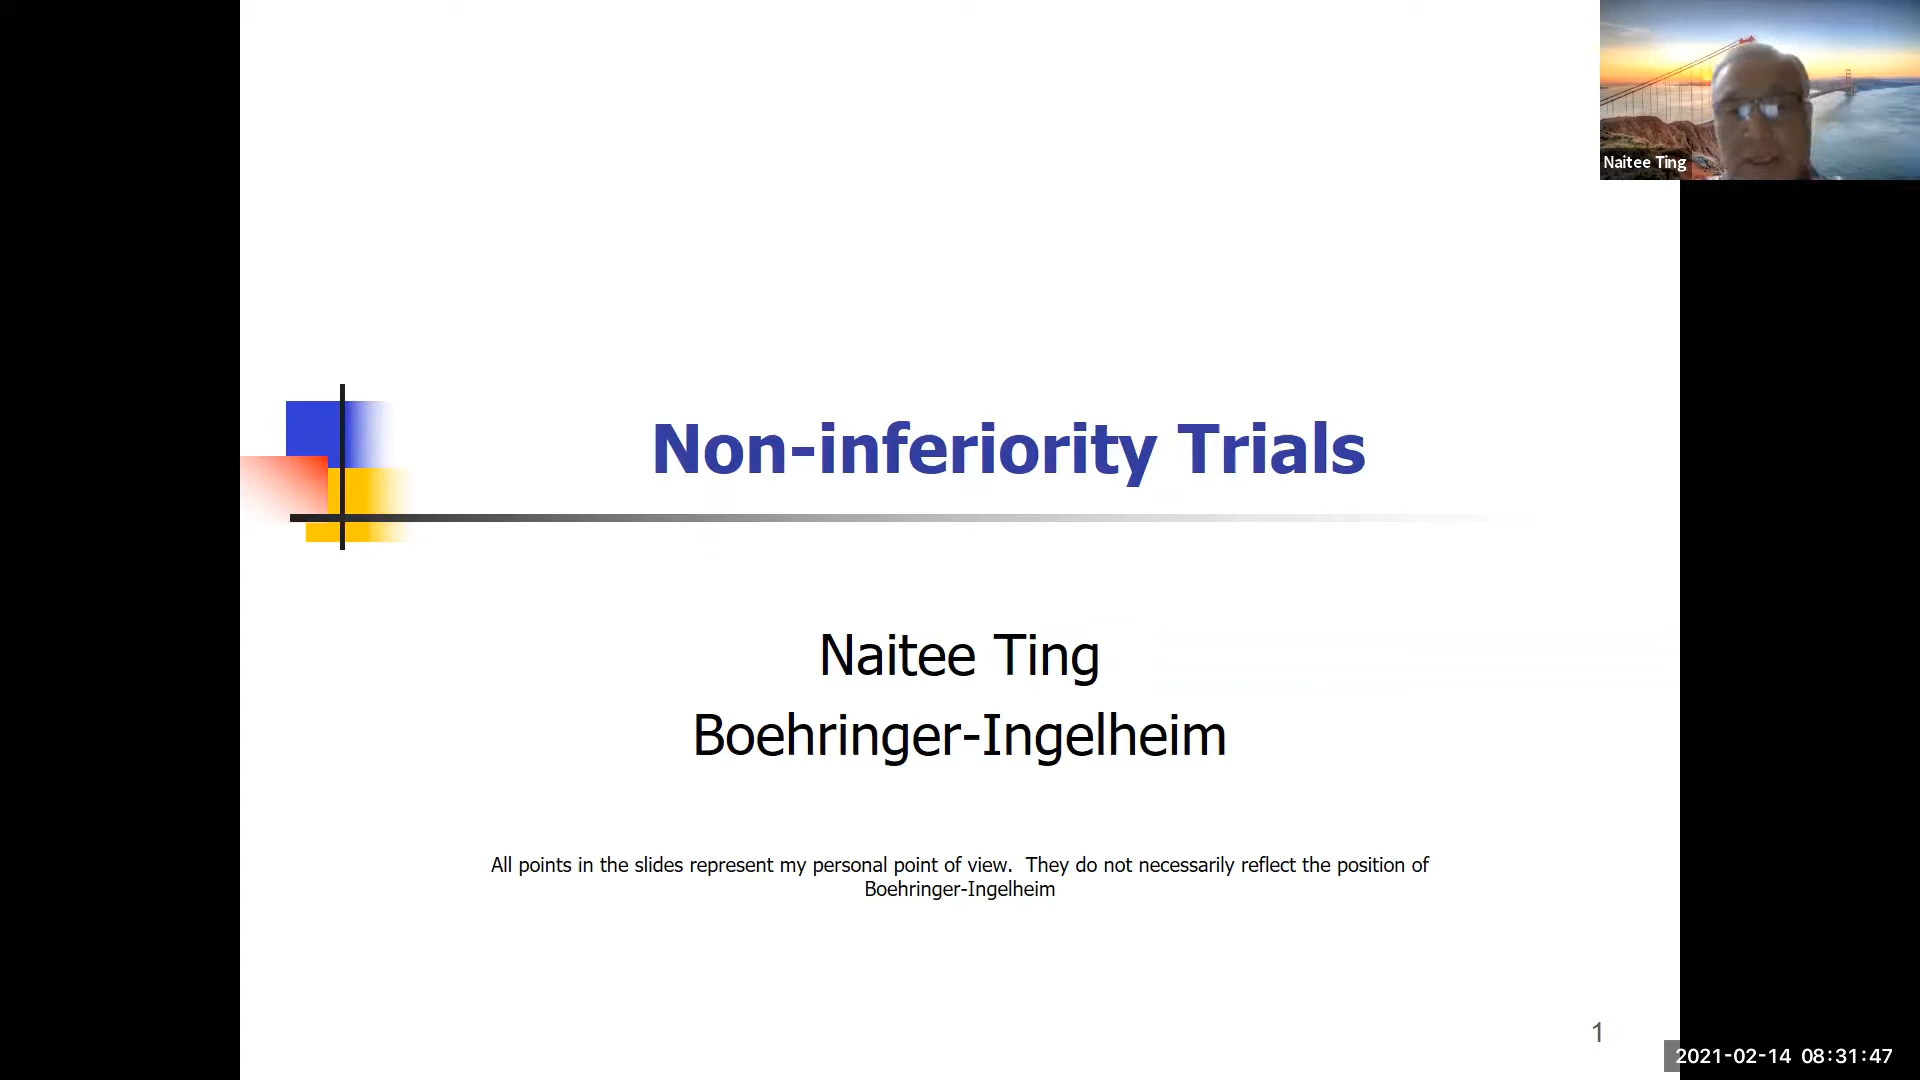 Naitee Ting
Non-inferiority Trials
Naitee Ting
Boehringer-Ingelheim
All points in the slides represent my personal point of view.  They do not necessarily reflect the position of
Boehringer-Ingelheim
1
2021-02-14 08:31:47